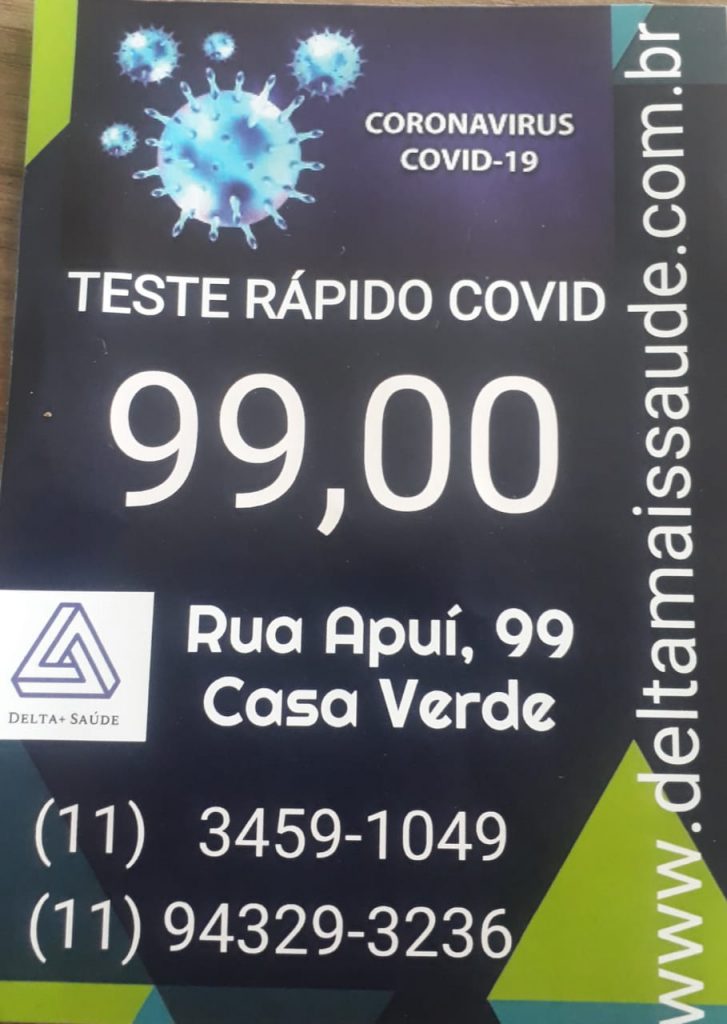 CORONAVIRUS
COVID-19
TESTE RÁPIDO COVID
99,00
DELTA+ SAÚDE
Rua Apuí, 99
Casa Verde
(11) 3459-1049
(11) 94329-3236
www.deltamaissaude.com.br